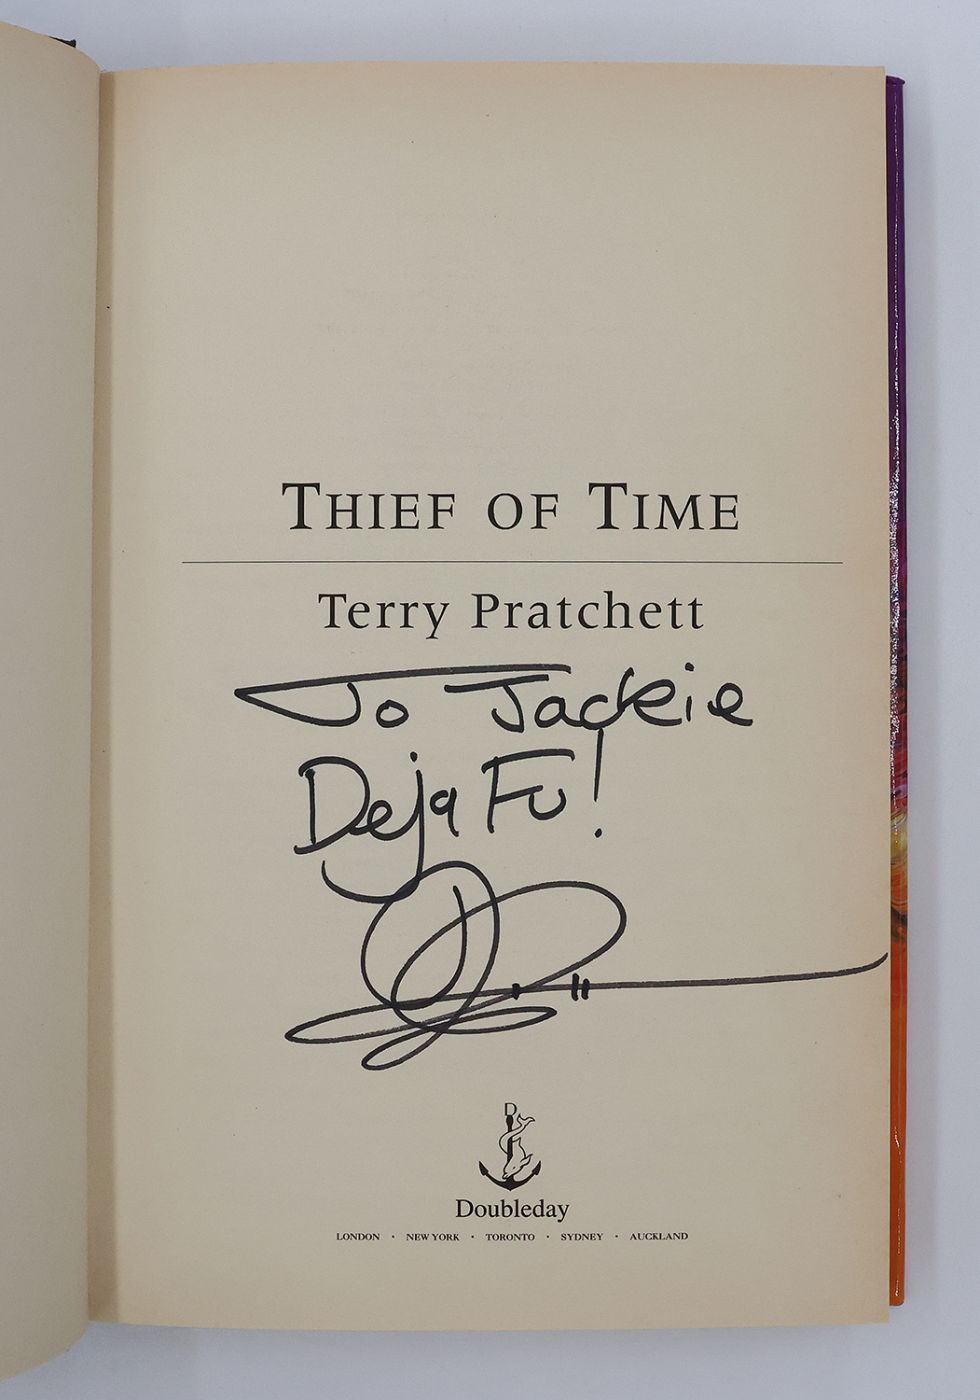 THIEF OF TIME
Terry Pratchett
To Jackie
Deja Fu!
D
Doubleday
LONDON · NEW YORK · TORONTO · SYDNEY · AUCKLAND